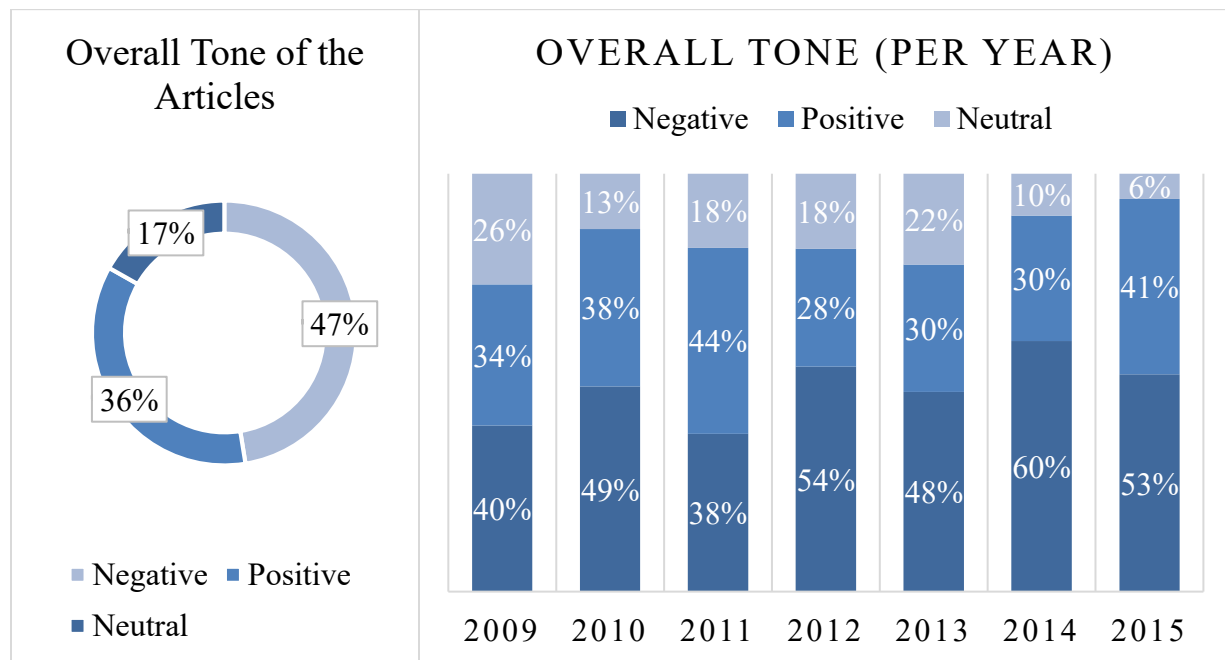 Overall Tone of the
Articles
17%
47%
36%
Negative Positive
Neutral
OVERALL TONE (PER YEAR)
Negative Positive Neutral
26% 13% 18% 18% 22% 10% 6%
34% 38% 44% 28% 30% 30% 41%
40% 49% 38% 54% 48% 60% 53%
2009 2010 2011 2012 2013 2014 2015